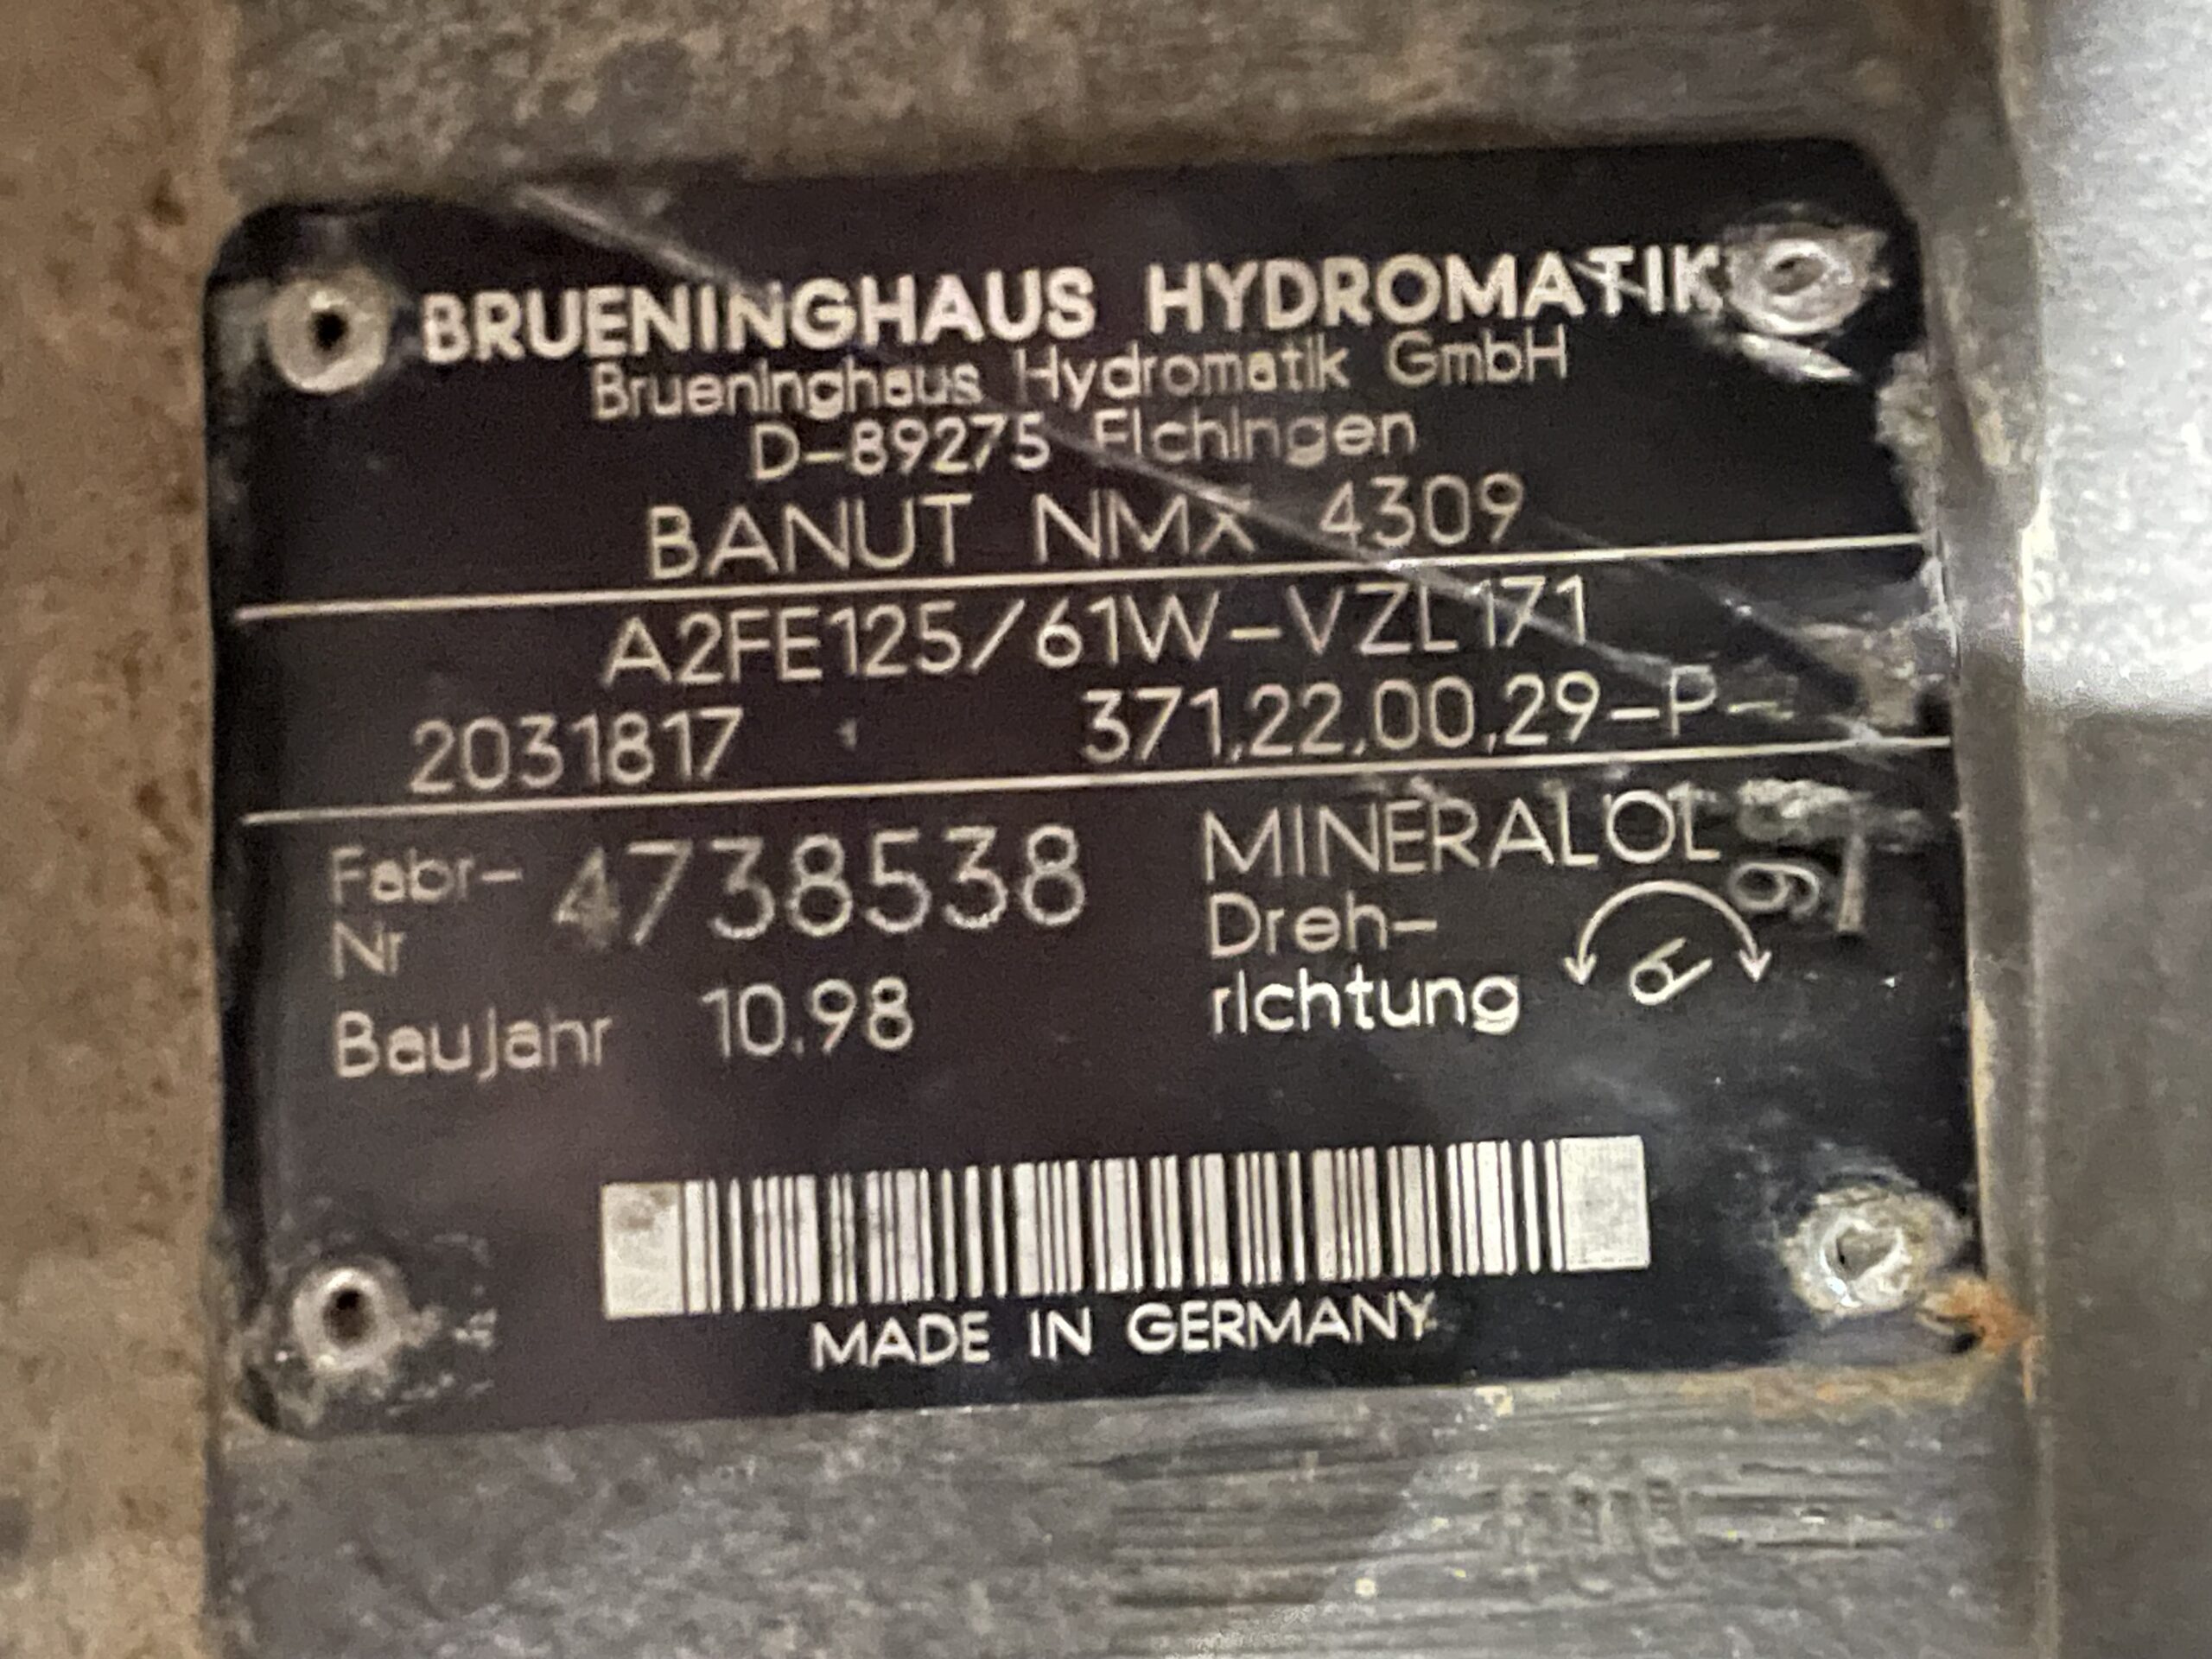 BRUENINGHAUS HYDROMATIK
Brueninghaus Hydromatik GmbH
D-89275 Elchingen
BANUT NMX 4309
A2FE125/61W-VZL171
2031817 371,22,00,29-P-
Fabr-Nr 4738538
MINERALÖL
Baujahr 10.98
Dreh-
richtung
MADE IN GERMANY